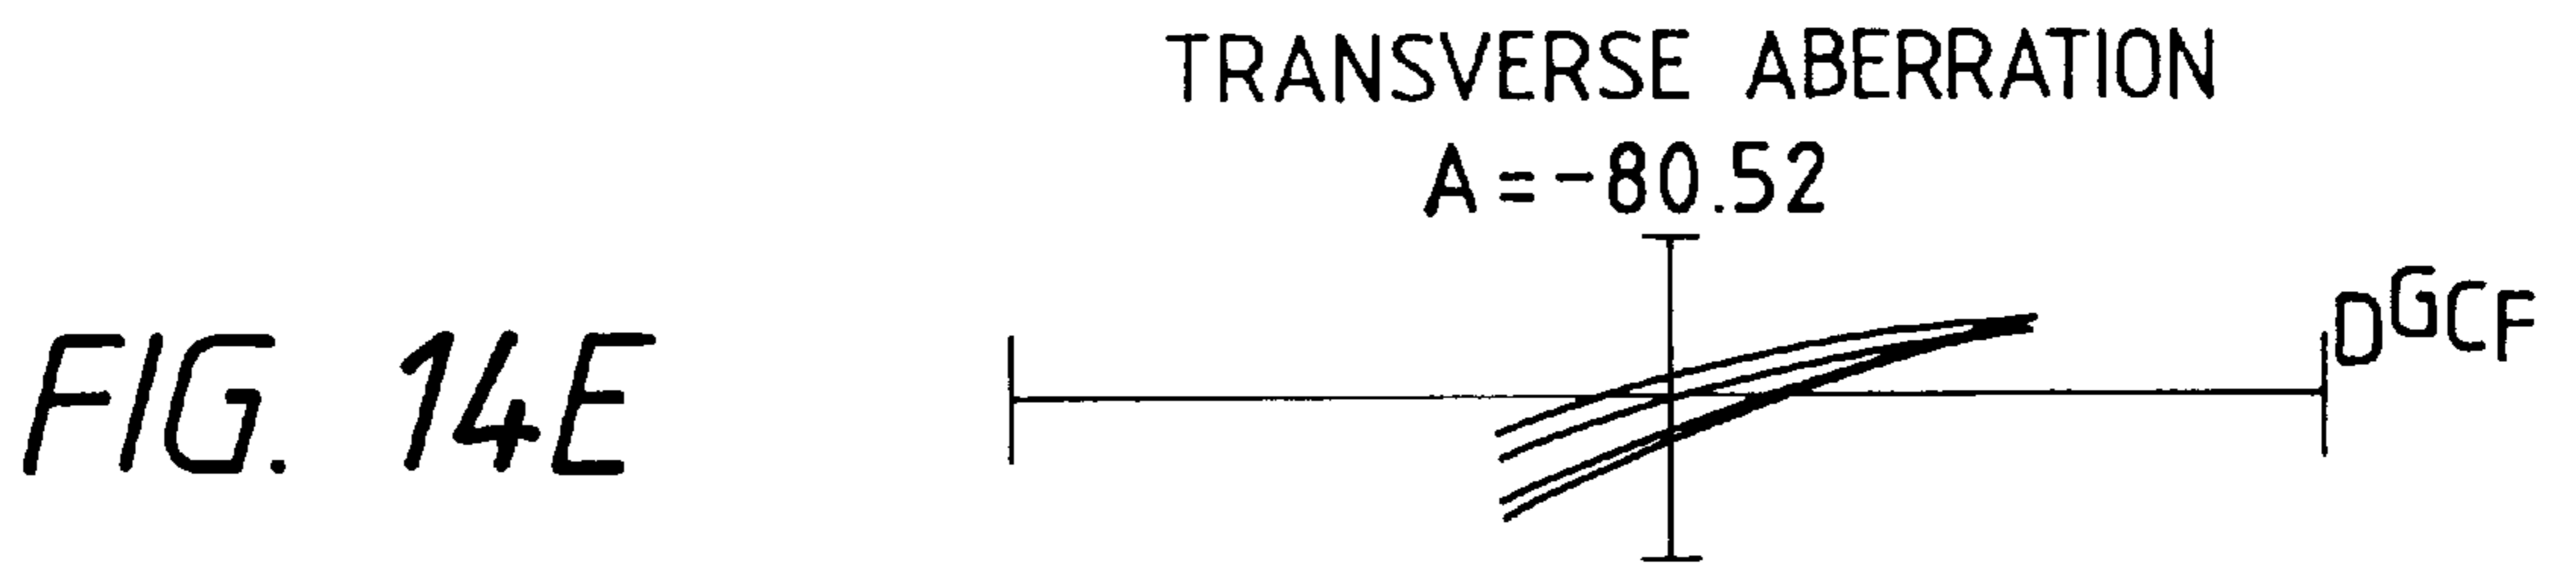 TRANSVERSE ABERRATION
A=-80.52
DGCF
FIG. 14E